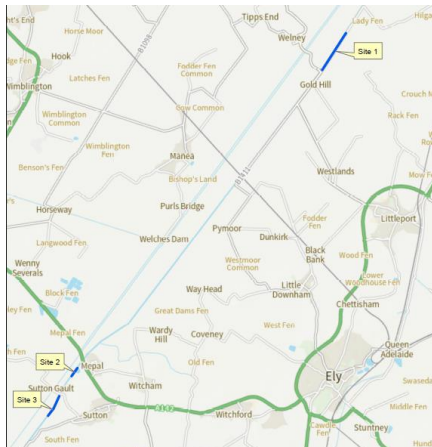 Tipps End
Lady Fen
Welney
Site 1
Horse Moor
Hook
Fodder Fen
Common
Latches Fen
Gold Hill
Wimblington
Cow Common
Rack Fen
Wimblington
Common
Wimblington
Fen
Manea
Benson's Fen
Bishop's Land
Westlands
Horseway
Purls Bridge
B1411
Littleport
Langwood Fen
Welches Dam
Pymoor
Dunkirk
Fodder
Fen
Wenny
Severals
Westmoor
Common
Black
Bank
Wood Fen
Block Fen
Way Head
Little
Downham
Lower
Woodhouse Fen
Chettisham
Great Dams Fen
Mepal Fen
Wardy
Hill
Coveney
West Fen
Queen
Adelaide
Site 2
Mepal
Old Fen
Ely
Sutton Gault
Witcham
Site 3
Sutton
A142
Witchford
Middle Fen
Cawdle
Fen
Stuntney
South Fen